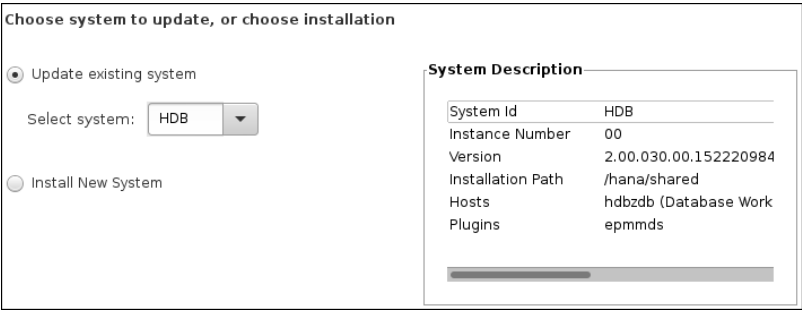 Choose system to update, or choose installation
Update existing system
Select system: HDB
Install New System
System Description
System Id HDB
Instance Number 00
Version 2.00.030.00.152220984
Installation Path /hana/shared
Hosts hdbzdb (Database Work
Plugins epmmds